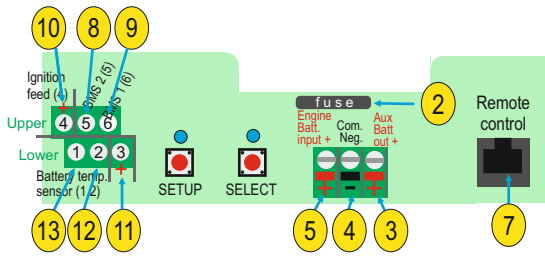 10
8
9
Ignition
feed (4)
BMS 2 (5)
BMS 1 (6)
+
Upper
4 5 6
Lower
1 2 3
+
Battery temp.
sensor (1,2)
13
12
11
SETUP
SELECT
fuse
2
Engine
Batt.
input +
Com.
Neg.
Aux
Batt
out +
+ - +
5
4
3
Remote
control
7